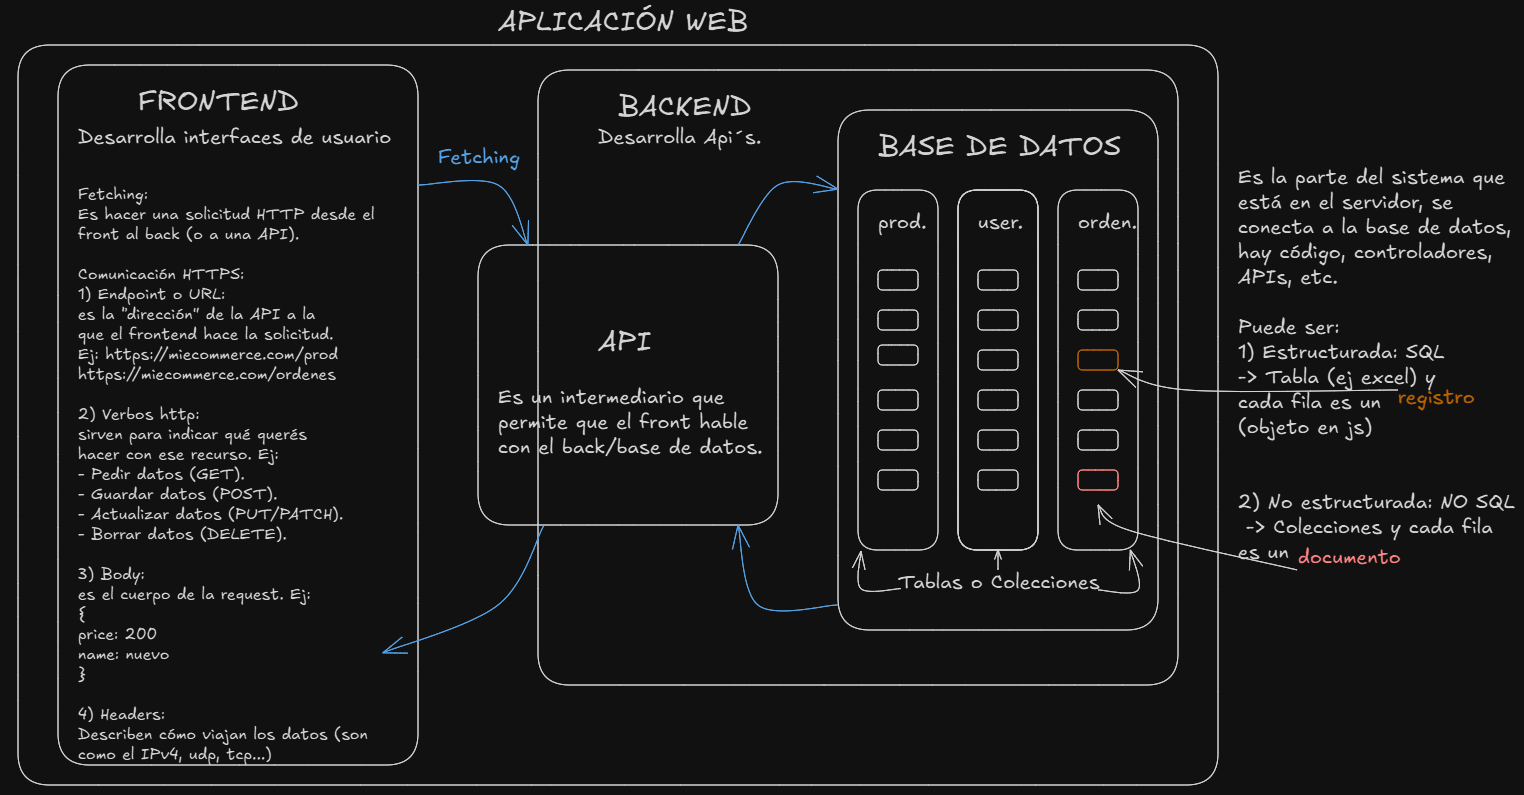 APLICACIÓN WEB
FRONTEND
Desarrolla interfaces de usuario
Fetching:
Es hacer una solicitud HTTP desde el
front al back (o a una API).
Comunicación HTTPS:
1) Endpoint o URL:
es la "dirección" de la API a la
que el frontend hace la solicitud.
Ej: https://miecommerce.com/prod
https://miecommerce.com/ordenes
2) Verbos http:
sirven para indicar qué querés
hacer con ese recurso. Ej:
- Pedir datos (GET).
- Guardar datos (POST).
- Actualizar datos (PUT/PATCH).
- Borrar datos (DELETE).
3) Body:
es el cuerpo de la request. Ej:
{
price: 200
name: nuevo
}
4) Headers:
Describen cómo viajan los datos (son
como el IPv4, udp, tcp...)
Fetching
BACKEND
Desarrolla Api´s.
API
Es un intermediario que
permite que el front hable
con el back/base de datos.
BASE DE DATOS
prod.
user.
orden.
Tablas o Colecciones
Es la parte del sistema que
está en el servidor, se
conecta a la base de datos,
hay código, controladores,
APIs, etc.
Puede ser:
1) Estructurada: SQL
-> Tabla (ej excel) y
cada fila es un registro
(objeto en js)
2) No estructurada: NO SQL
-> Colecciones y cada fila
es un documento